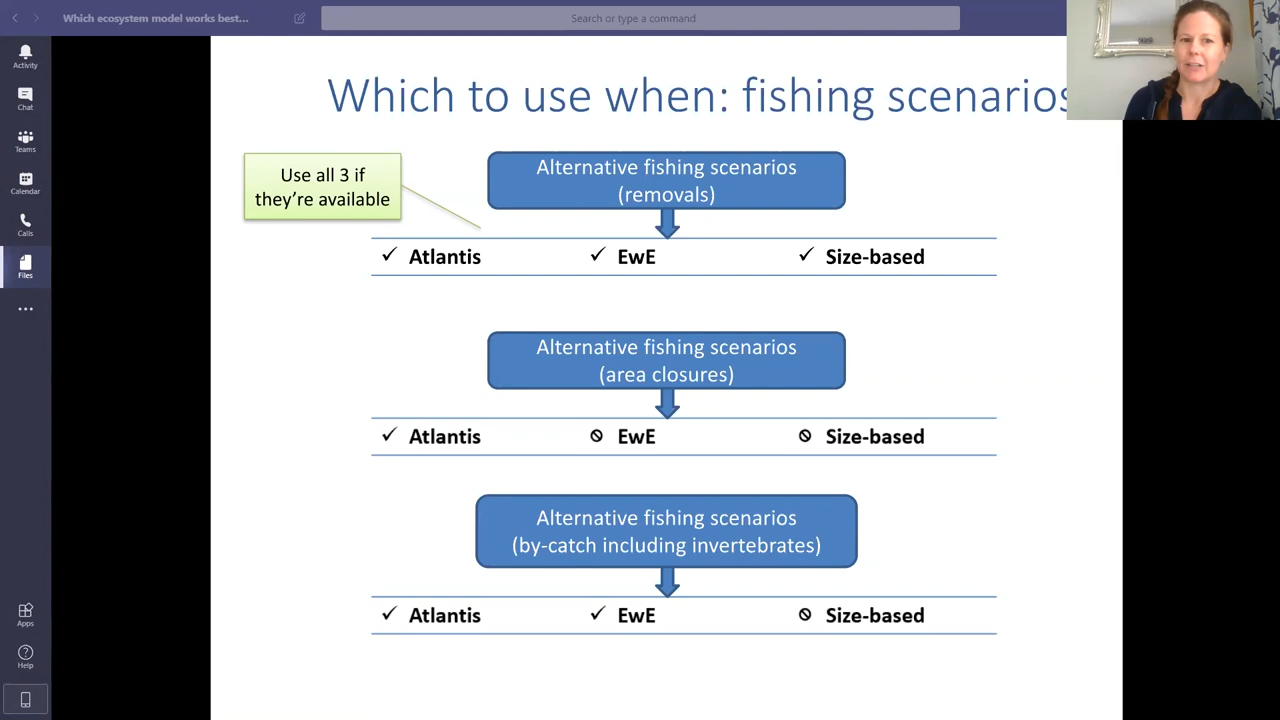 Which ecosystem model works best...
Search or type a command
Activity
Chat
Teams
Calendar
Calls
Files
Apps
Help
Which to use when: fishing scenarios
Use all 3 if
they're available
Alternative fishing scenarios
(removals)
✓ Atlantis ✓ EwE ✓ Size-based
Alternative fishing scenarios
(area closures)
✓ Atlantis 🛇 EwE 🛇 Size-based
Alternative fishing scenarios
(by-catch including invertebrates)
✓ Atlantis ✓ EwE 🛇 Size-based